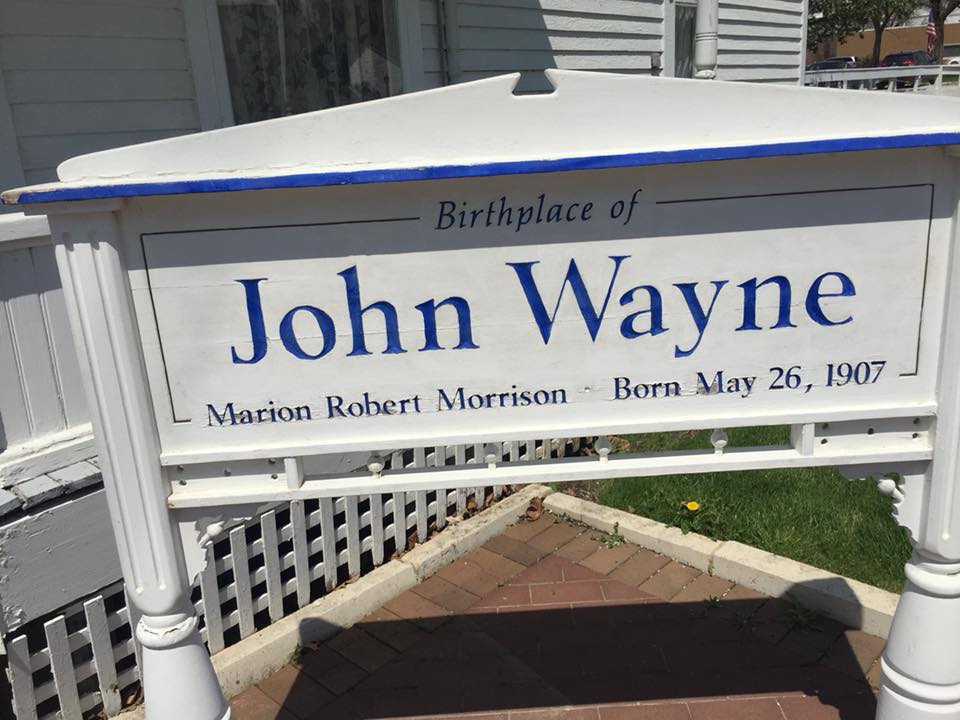 Birthplace of
John Wayne
Marion Robert Morrison - Born May 26, 1907